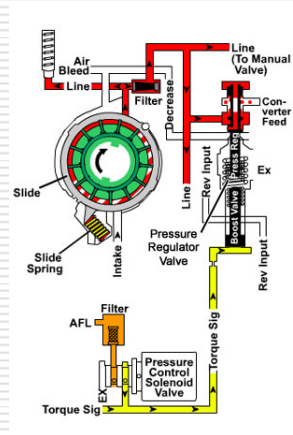 Air
Bleed
Line
Filter
Decrease
Line
(To Manual
Valve)
Con-
verter
Feed
Press Reg
Ex
Slide
Line
Rev Input
Pressure
Regulator
Valve
Boost Valve
Slide
Spring
Intake
Rev Input
Filter
AFL
Torque Sig
Pressure
Control
Solenoid
Valve
EX
Torque Sig